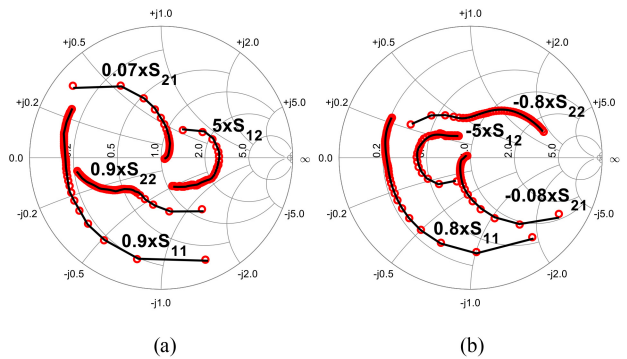 +j1.0
+j0.5
+j2.0
0.07xS21
+j0.2
+j5.0
5xS12
0.0
0.2
0.5
1.0
2.0
5.0
∞
0.9xS22
-j0.2
-j5.0
0.9xS11
-j0.5
-j2.0
-j1.0
(a)
+j1.0
+j0.5
+j2.0
-0.8xS22
+j0.2
+j5.0
-5xS12
0.0
0.2
0.5
1.0
2.0
5.0
∞
-0.08xS21
-j0.2
-j5.0
0.8xS11
-j0.5
-j2.0
-j1.0
(b)